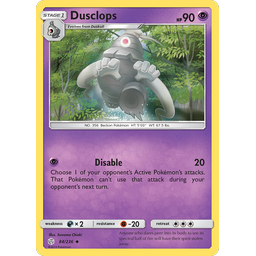 STAGE 1
Dusclops
HP90
Evolves from Duskull
NO. 356 Beckon Pokémon HT: 5'03" WT: 67.5 lbs.
Disable 20
Choose 1 of your opponent's Active Pokémon's attacks.
That Pokémon can't use that attack during your
opponent's next turn.
weakness ×2 resistance -20 retreat
84/236